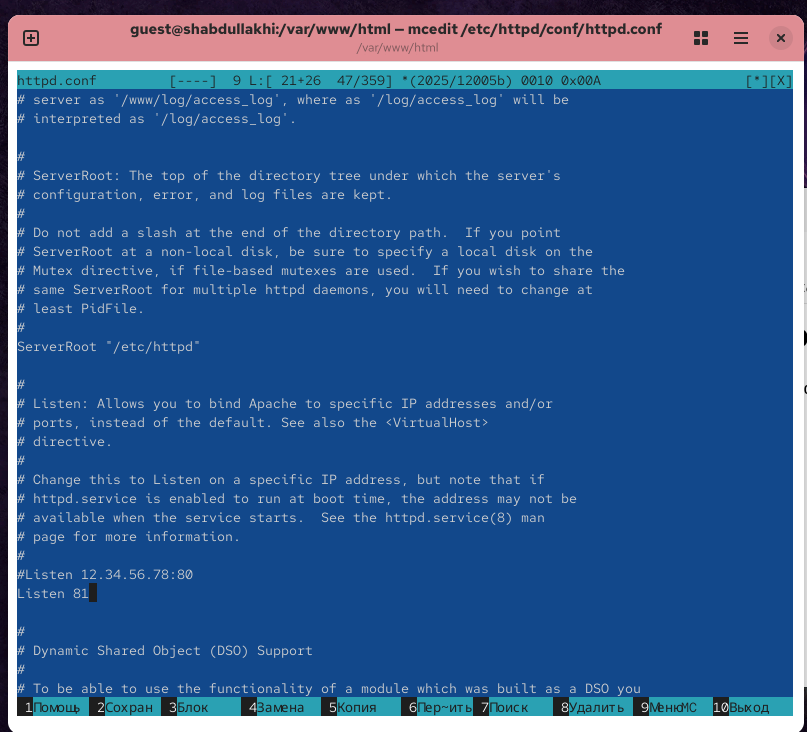 guest@shabdullakhi:/var/www/html — mcedit /etc/httpd/conf/httpd.conf
/var/www/html
httpd.conf [----] 9 L:[ 21+26 47/359] *(2025/12005b) 0010 0x00A [*][X]
# server as '/www/log/access_log', where as '/log/access_log' will be
# interpreted as '/log/access_log'.
#
# ServerRoot: The top of the directory tree under which the server's
# configuration, error, and log files are kept.
#
# Do not add a slash at the end of the directory path.  If you point
# ServerRoot at a non-local disk, be sure to specify a local disk on the
# Mutex directive, if file-based mutexes are used.  If you wish to share the
# same ServerRoot for multiple httpd daemons, you will need to change at
# least PidFile.
#
ServerRoot "/etc/httpd"
#
# Listen: Allows you to bind Apache to specific IP addresses and/or
# ports, instead of the default. See also the <VirtualHost>
# directive.
#
# Change this to Listen on a specific IP address, but note that if
# httpd.service is enabled to run at boot time, the address may not be
# available when the service starts.  See the httpd.service(8) man
# page for more information.
#
#Listen 12.34.56.78:80
Listen 81
#
# Dynamic Shared Object (DSO) Support
#
# To be able to use the functionality of a module which was built as a DSO you
1Помощь 2Сохран 3Блок 4Замена 5Копия 6Пер~ить 7Поиск 8Удалить 9МенюMC 10Выход